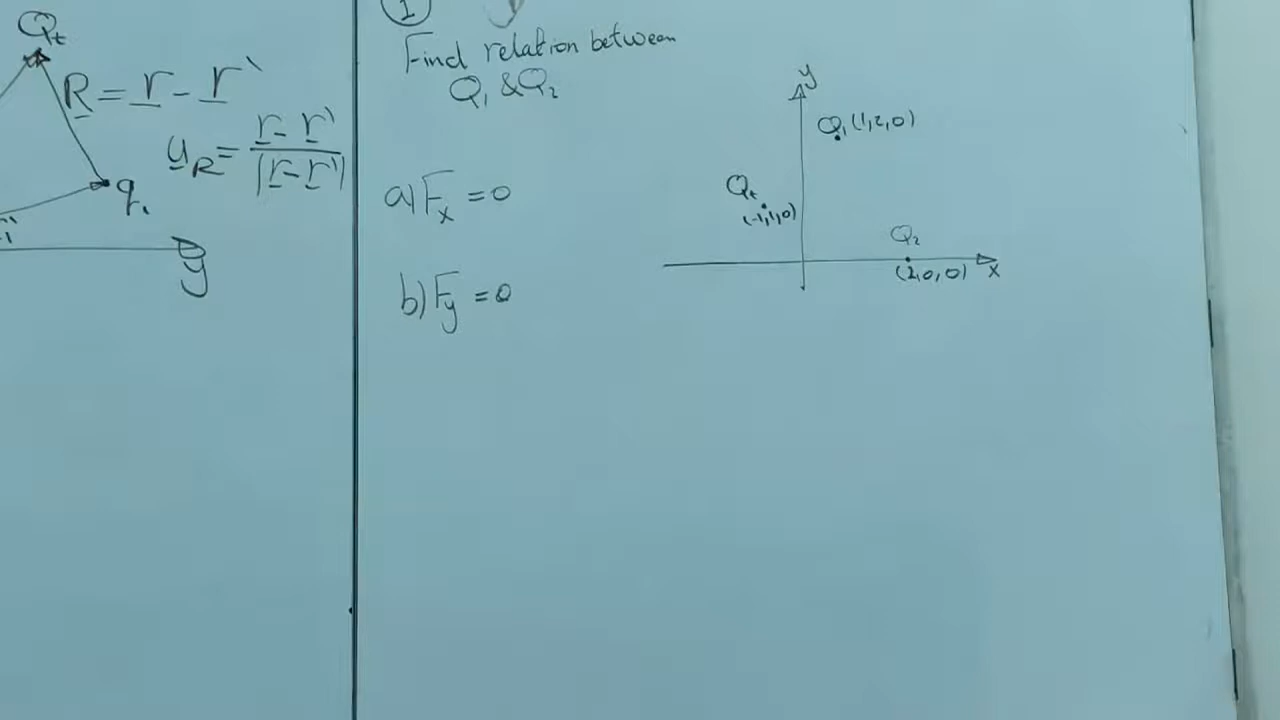 Qt
R = r - r`
u_R = r - r` / |r - r`|
q1
y
1
Find relation between
Q1 & Q2
a) Fx = 0
b) Fy = 0
y
Q1 (1,2,0)
Qt
(-1,1,0)
Q2
(2,0,0)
x